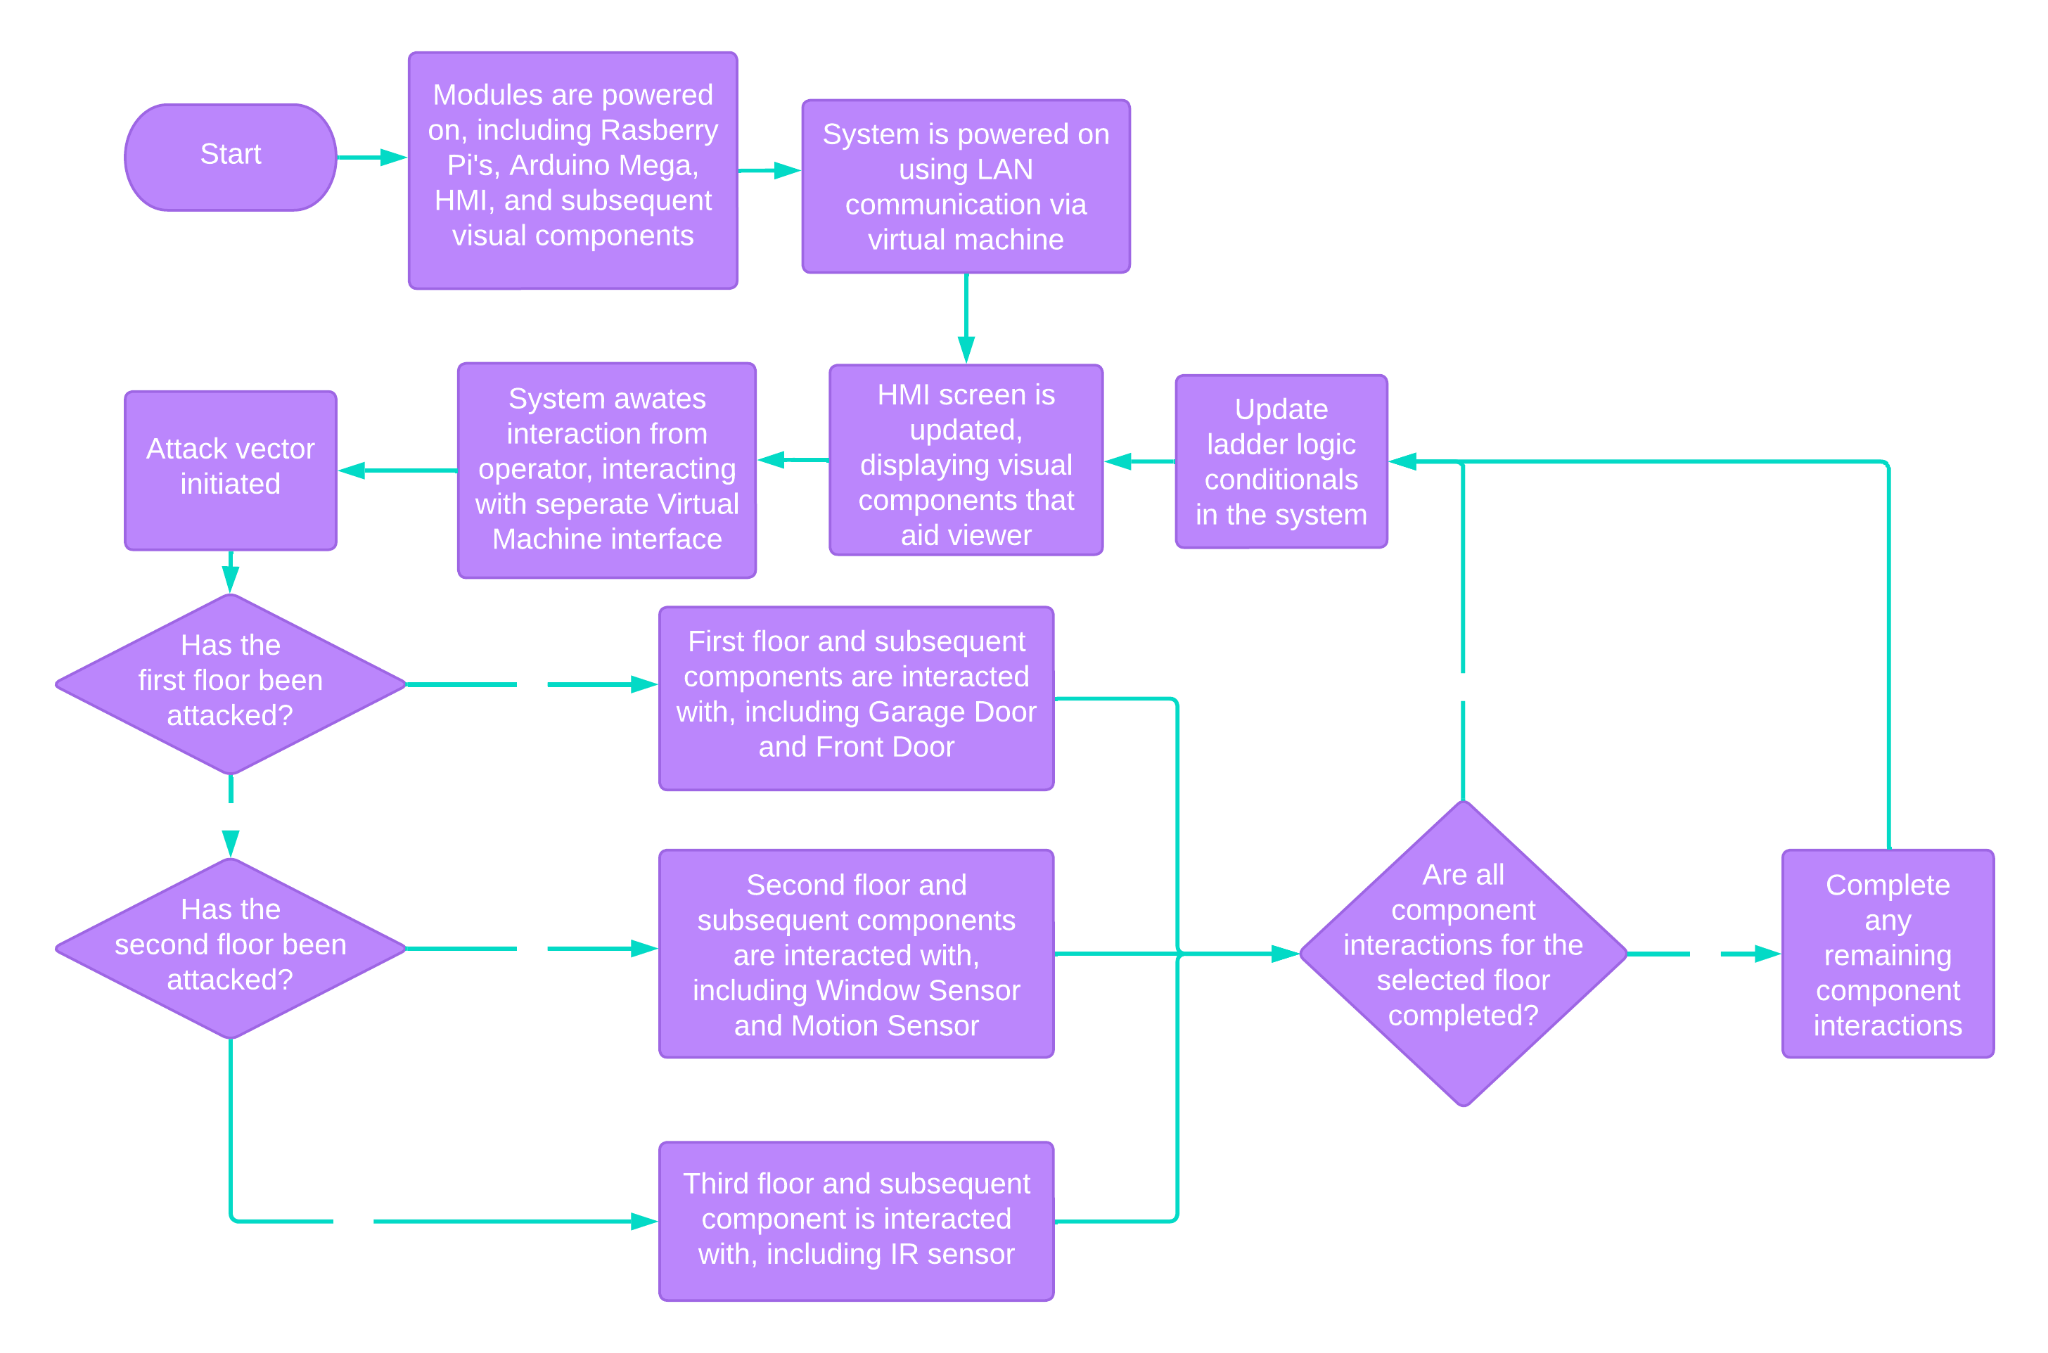 Start
Modules are powered
on, including Rasberry
Pi's, Arduino Mega,
HMI, and subsequent
visual components
System is powered on
using LAN
communication via
virtual machine
Attack vector
initiated
System awates
interaction from
operator, interacting
with seperate Virtual
Machine interface
HMI screen is
updated,
displaying visual
components that
aid viewer
Update
ladder logic
conditionals
in the system
Has the
first floor been
attacked?
First floor and subsequent
components are interacted
with, including Garage Door
and Front Door
Has the
second floor been
attacked?
Second floor and
subsequent components
are interacted with,
including Window Sensor
and Motion Sensor
Are all
component
interactions for the
selected floor
completed?
Complete
any
remaining
component
interactions
Third floor and subsequent
component is interacted
with, including IR sensor